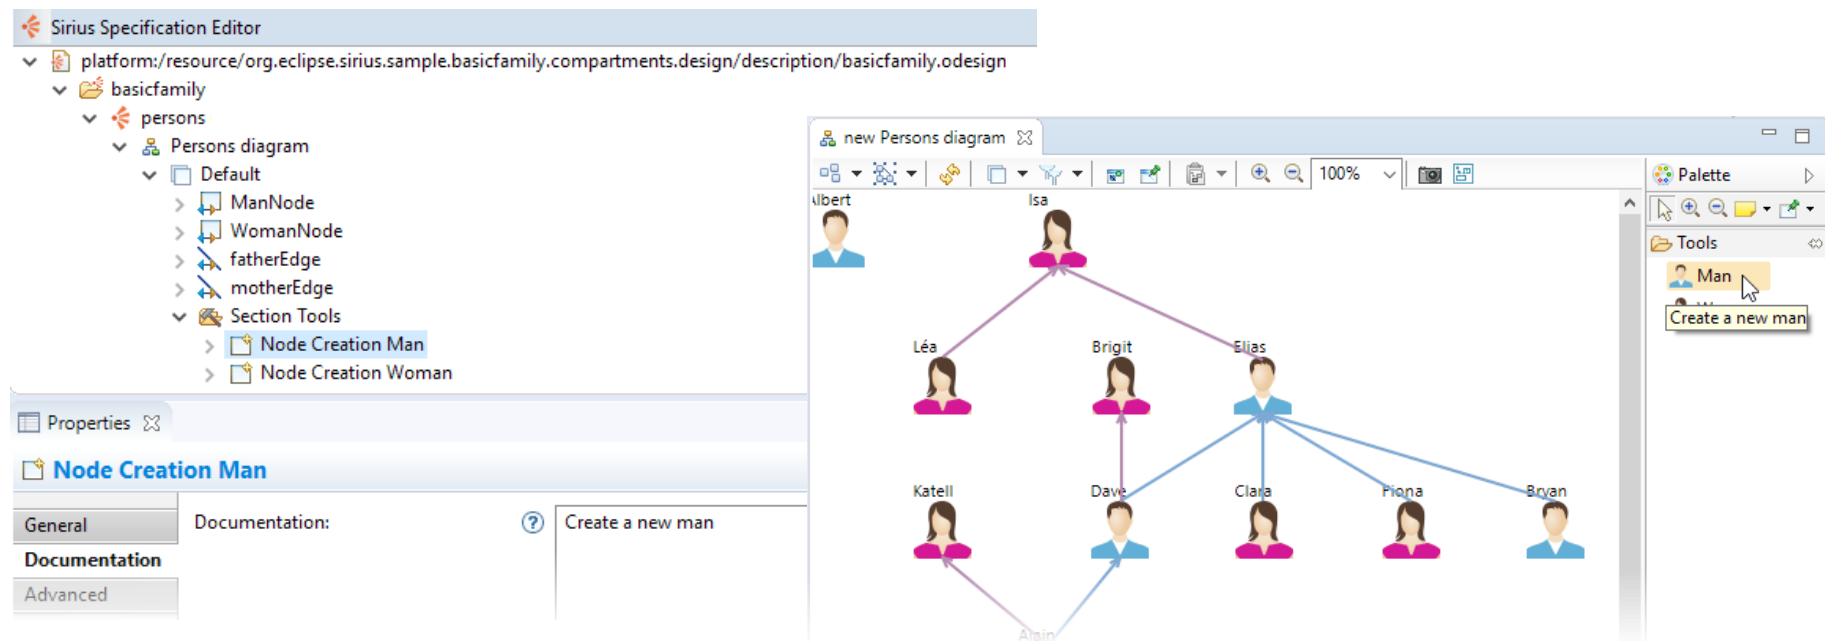 Sirius Specification Editor
platform:/resource/org.eclipse.sirius.sample.basicfamily.compartments.design/description/basicfamily.odesign
basicfamily
persons
Persons diagram
Default
ManNode
WomanNode
fatherEdge
motherEdge
Section Tools
Node Creation Man
Node Creation Woman
Properties
Node Creation Man
General
Documentation
Advanced
Documentation:
Create a new man
new Persons diagram
100%
Palette
Tools
Man
Create a new man
lbert
Isa
Léa
Brigit
Elias
Katell
Dave
Clara
Fiona
Bryan
Alain